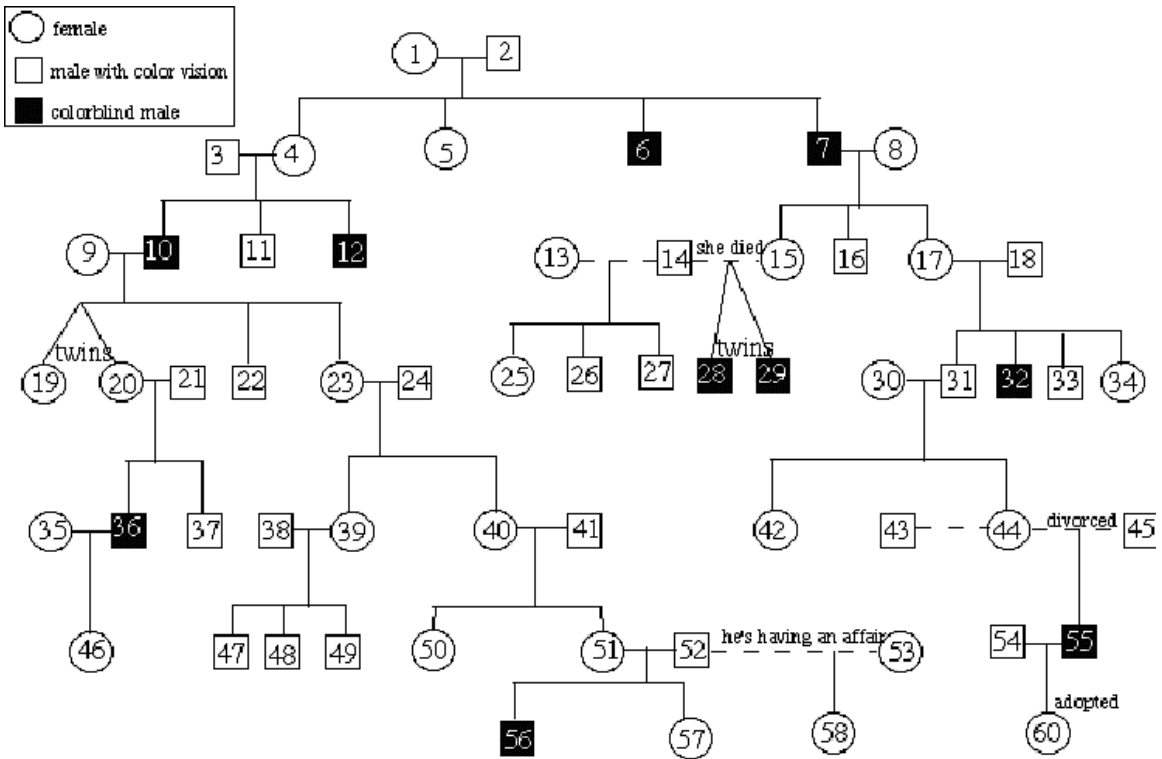 female
male with color vision
colorblind male
1 2
3 4 5 6 7 8
9 10 11 12 13 14 she died 15 16 17 18
twins twins
19 20 21 22 23 24 25 26 27 28 29 30 31 32 33 34
35 36 37 38 39 40 41 42 43 44 divorced 45
46 47 48 49 50 51 52 he's having an affair 53 54 55
adopted
56 57 58 60